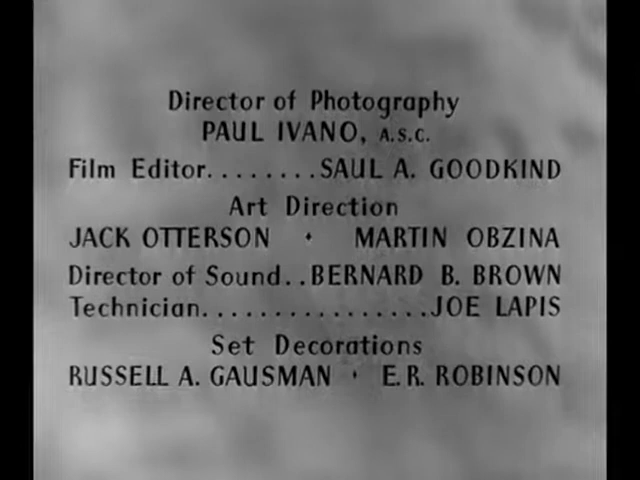 Director of Photography
PAUL IVANO, A.S.C.
Film Editor........SAUL A. GOODKIND
Art Direction
JACK OTTERSON • MARTIN OBZINA
Director of Sound..BERNARD B. BROWN
Technician.................JOE LAPIS
Set Decorations
RUSSELL A. GAUSMAN • E.R. ROBINSON